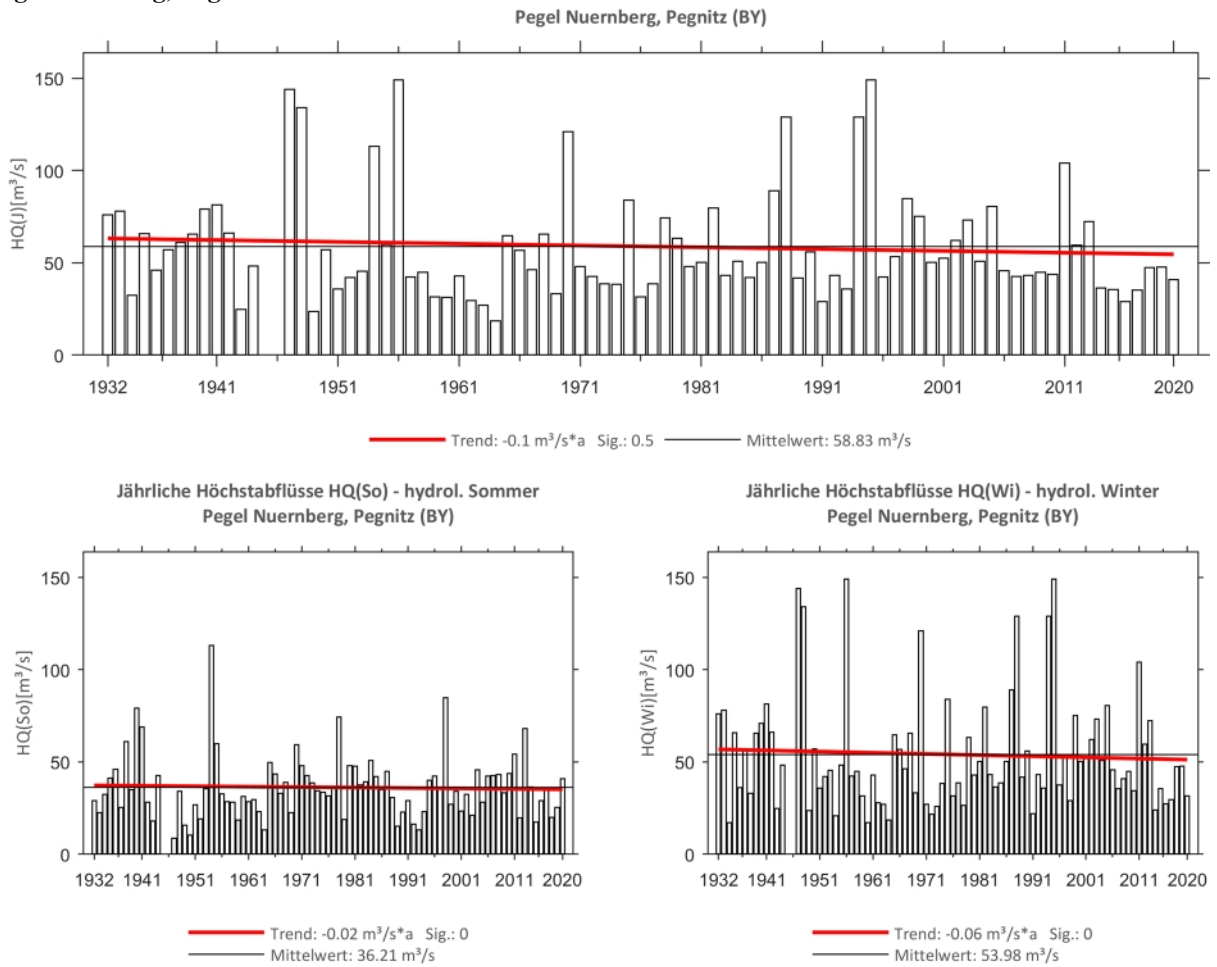 Pegel Nuernberg, Pegnitz (BY)
150
100
50
0
HQ(J)[m³/s]
1932 1941 1951 1961 1971 1981 1991 2001 2011 2020
Trend: -0.1 m³/s*a Sig.: 0.5 Mittelwert: 58.83 m³/s
Jährliche Höchstabflüsse HQ(So) - hydrol. Sommer
Pegel Nuernberg, Pegnitz (BY)
150
100
50
0
HQ(So)[m³/s]
1932 1941 1951 1961 1971 1981 1991 2001 2011 2020
Trend: -0.02 m³/s*a Sig.: 0
Mittelwert: 36.21 m³/s
Jährliche Höchstabflüsse HQ(Wi) - hydrol. Winter
Pegel Nuernberg, Pegnitz (BY)
150
100
50
0
HQ(Wi)[m³/s]
1932 1941 1951 1961 1971 1981 1991 2001 2011 2020
Trend: -0.06 m³/s*a Sig.: 0
Mittelwert: 53.98 m³/s